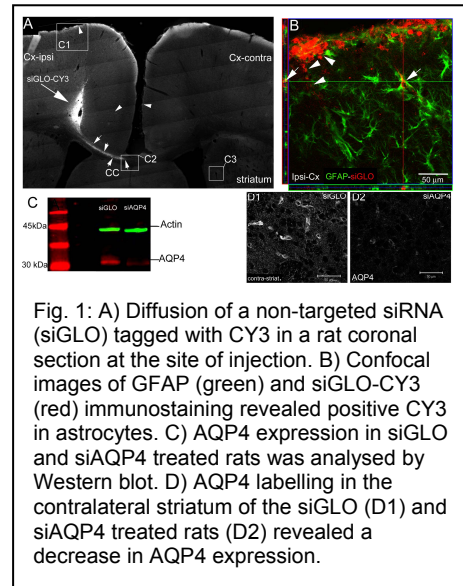 A
C1
Cx-ipsi
Cx-contra
siGLO-CY3
C2
C3
CC
striatum
B
Ipsi-Cx GFAP-siGLO
50 µm
C
siGLO siAQP4
45kDa
Actin
30 kDa
AQP4
D1 siGLO
contra-striat.
D2 siAQP4
AQP4
Fig. 1: A) Diffusion of a non-targeted siRNA
(siGLO) tagged with CY3 in a rat coronal
section at the site of injection. B) Confocal
images of GFAP (green) and siGLO-CY3
(red) immunostaining revealed positive CY3
in astrocytes. C) AQP4 expression in siGLO
and siAQP4 treated rats was analysed by
Western blot. D) AQP4 labelling in the
contralateral striatum of the siGLO (D1) and
siAQP4 treated rats (D2) revealed a
decrease in AQP4 expression.